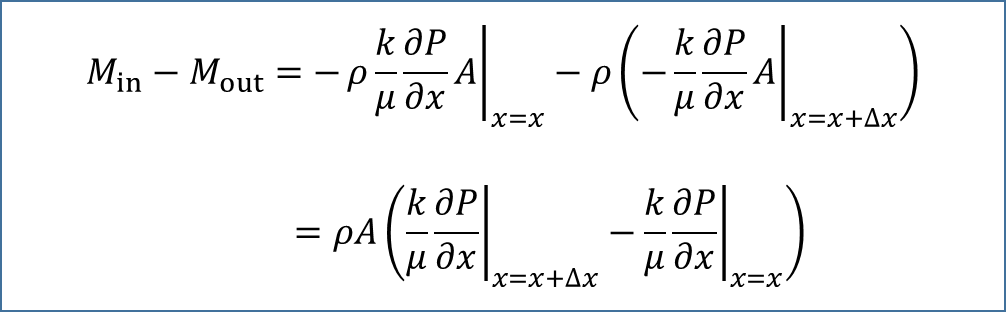 M_in − M_out = −ρ k/μ ∂P/∂x A|_{x=x} − ρ(−k/μ ∂P/∂x A|_{x=x+Δx})
= ρA(k/μ ∂P/∂x|_{x=x+Δx} − k/μ ∂P/∂x|_{x=x})